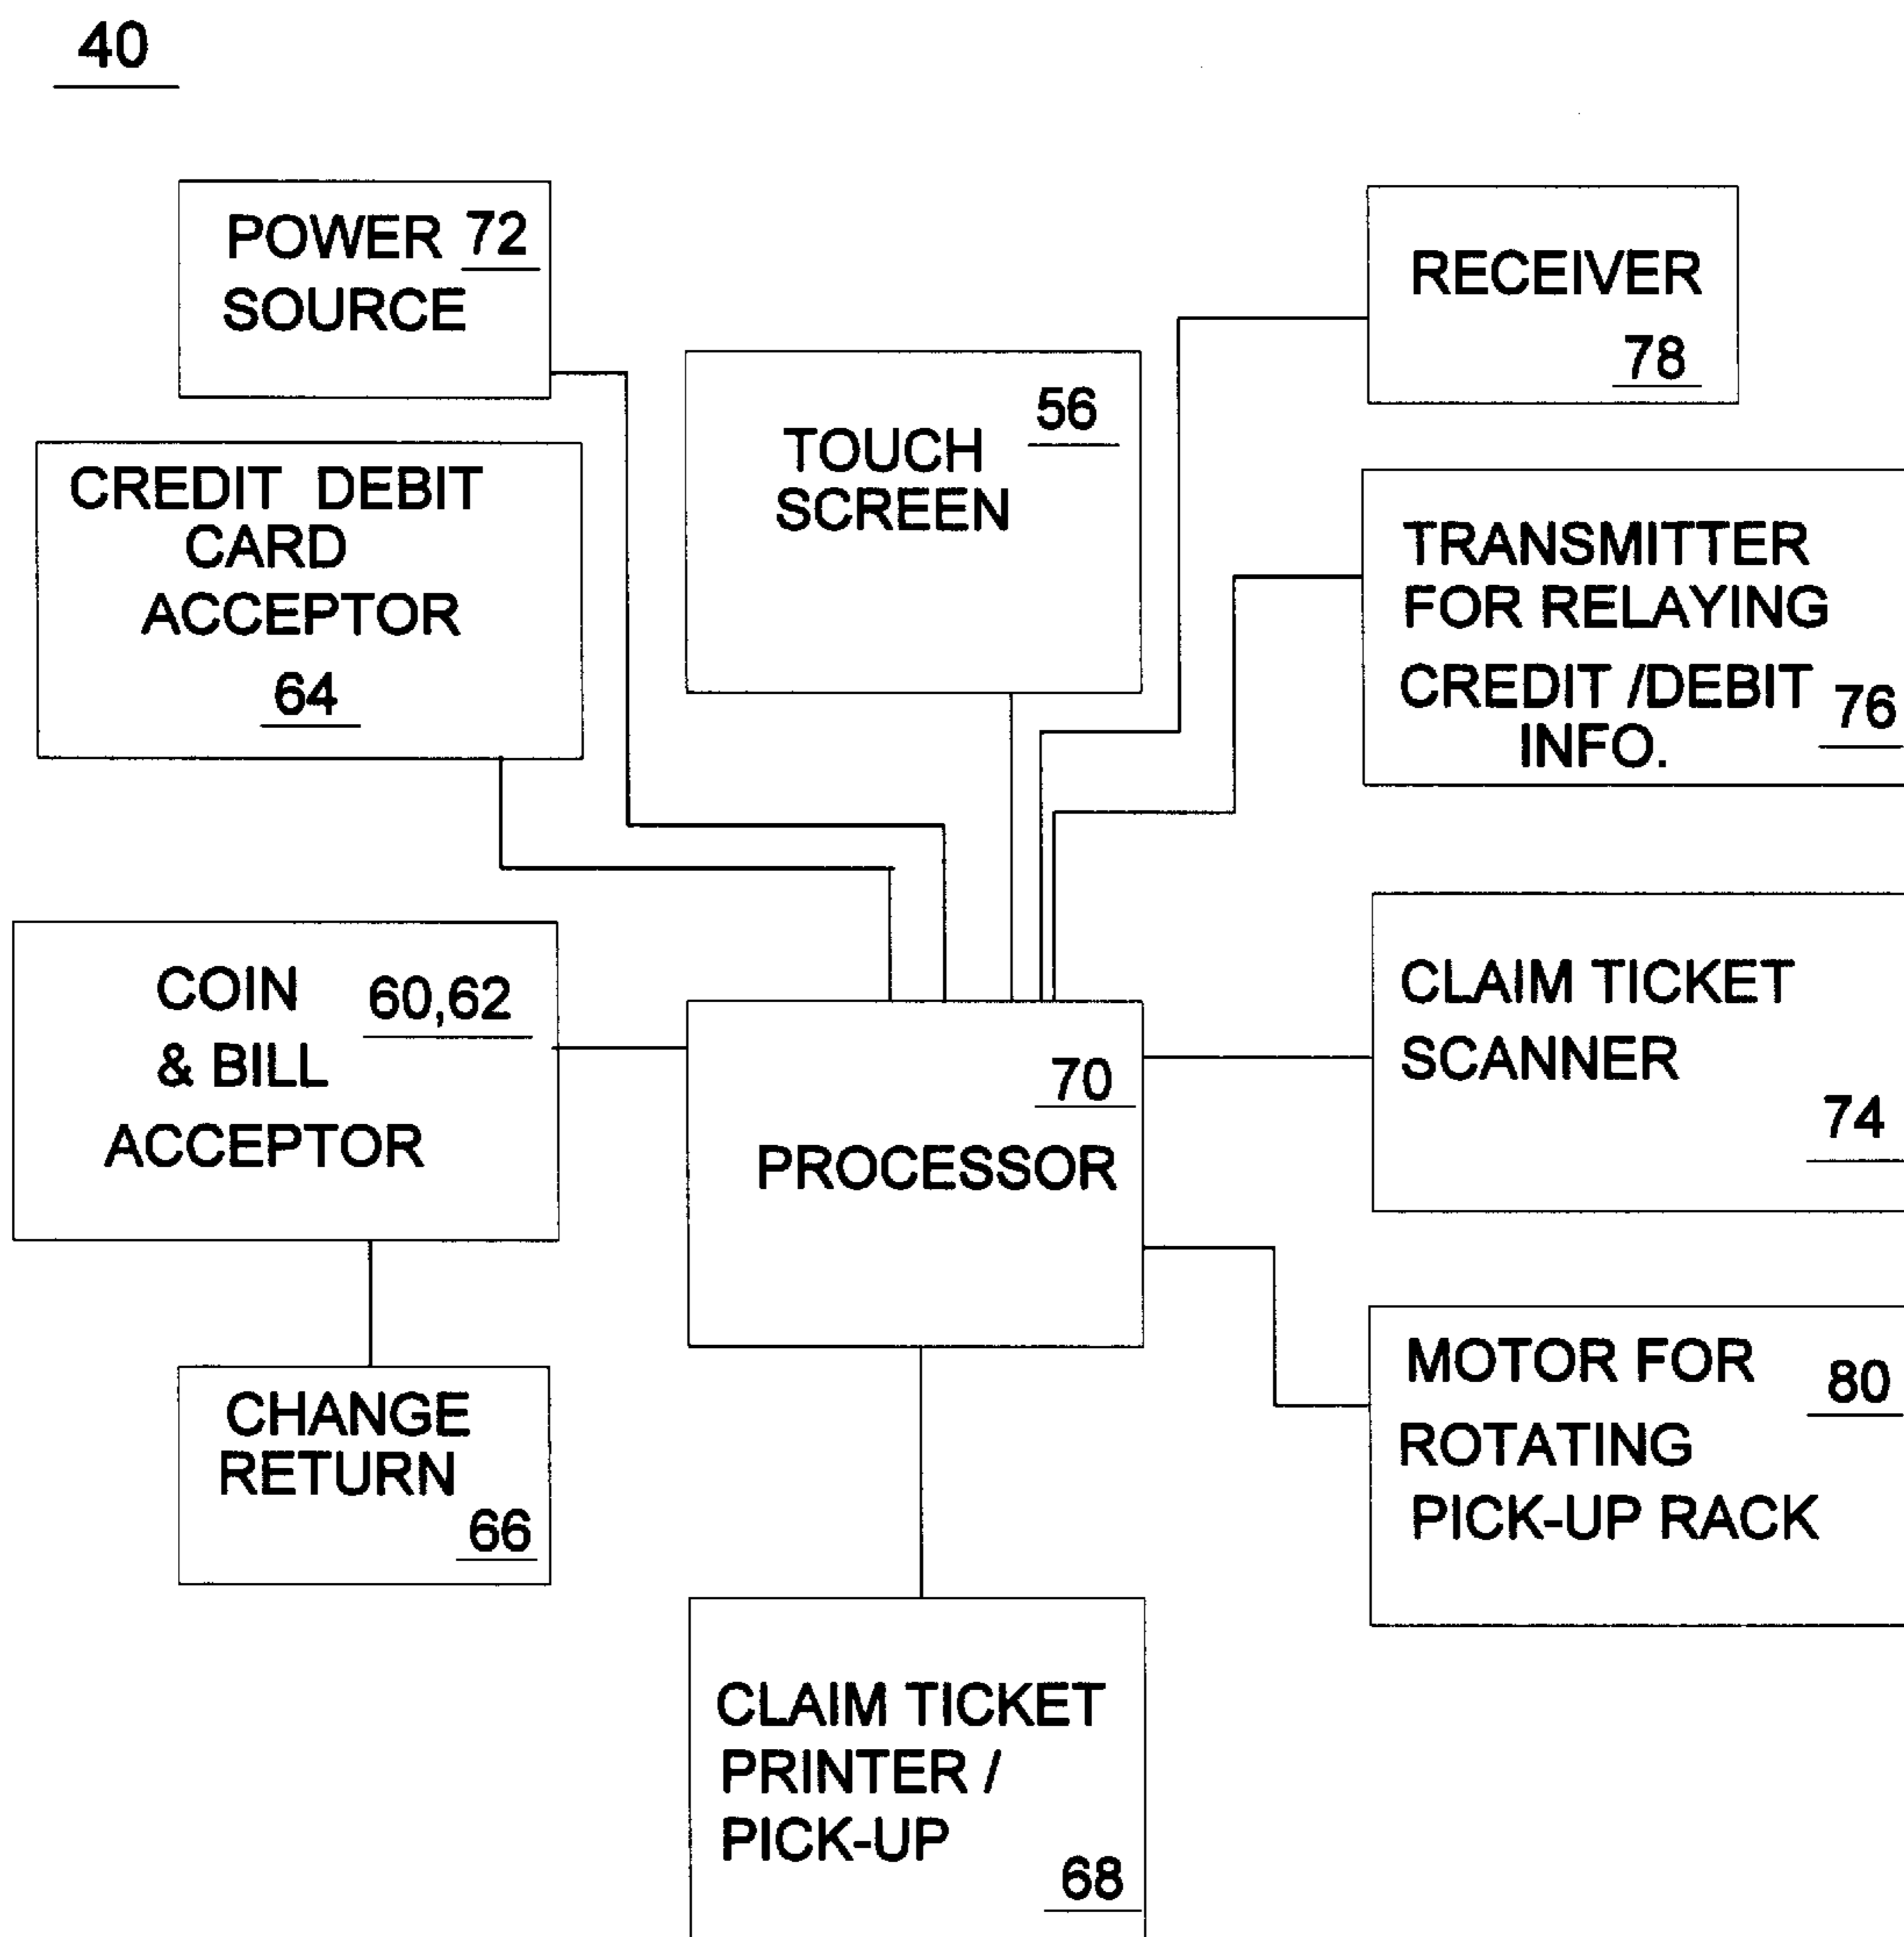 40
POWER 72
SOURCE
RECEIVER
78
TOUCH 56
SCREEN
CREDIT DEBIT
CARD
ACCEPTOR
64
TRANSMITTER
FOR RELAYING
CREDIT /DEBIT 76
INFO.
COIN 60,62
& BILL
ACCEPTOR
70
PROCESSOR
CLAIM TICKET
SCANNER
74
CHANGE
RETURN
66
MOTOR FOR 80
ROTATING
PICK-UP RACK
CLAIM TICKET
PRINTER /
PICK-UP
68